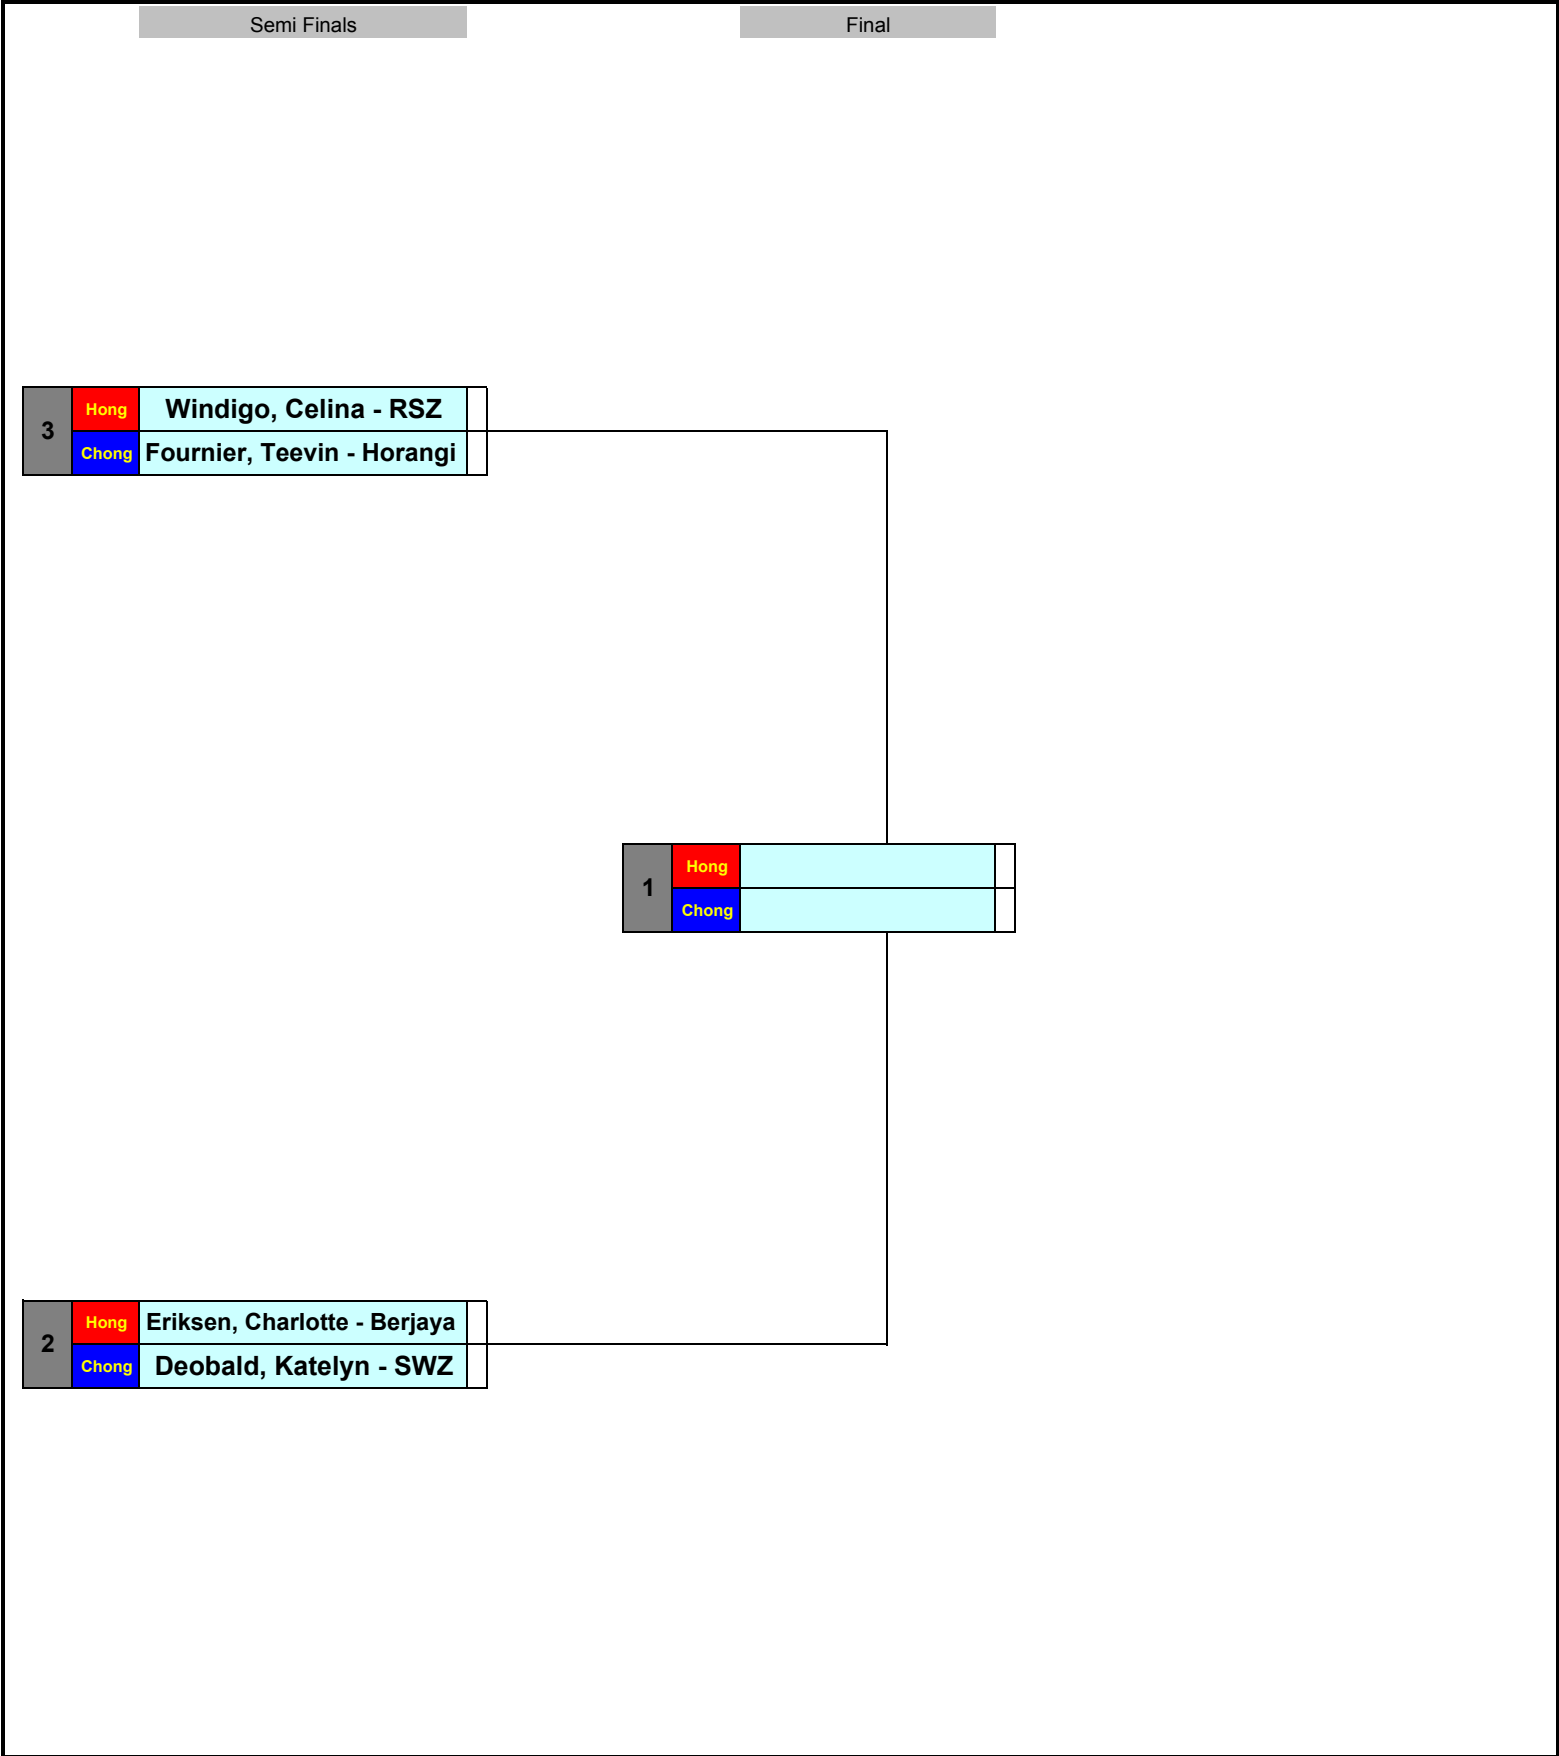 Semi Finals
Final
3
Hong
Windigo, Celina - RSZ
Chong
Fournier, Teevin - Horangi
1
Hong
Chong
2
Hong
Eriksen, Charlotte - Berjaya
Chong
Deobald, Katelyn - SWZ